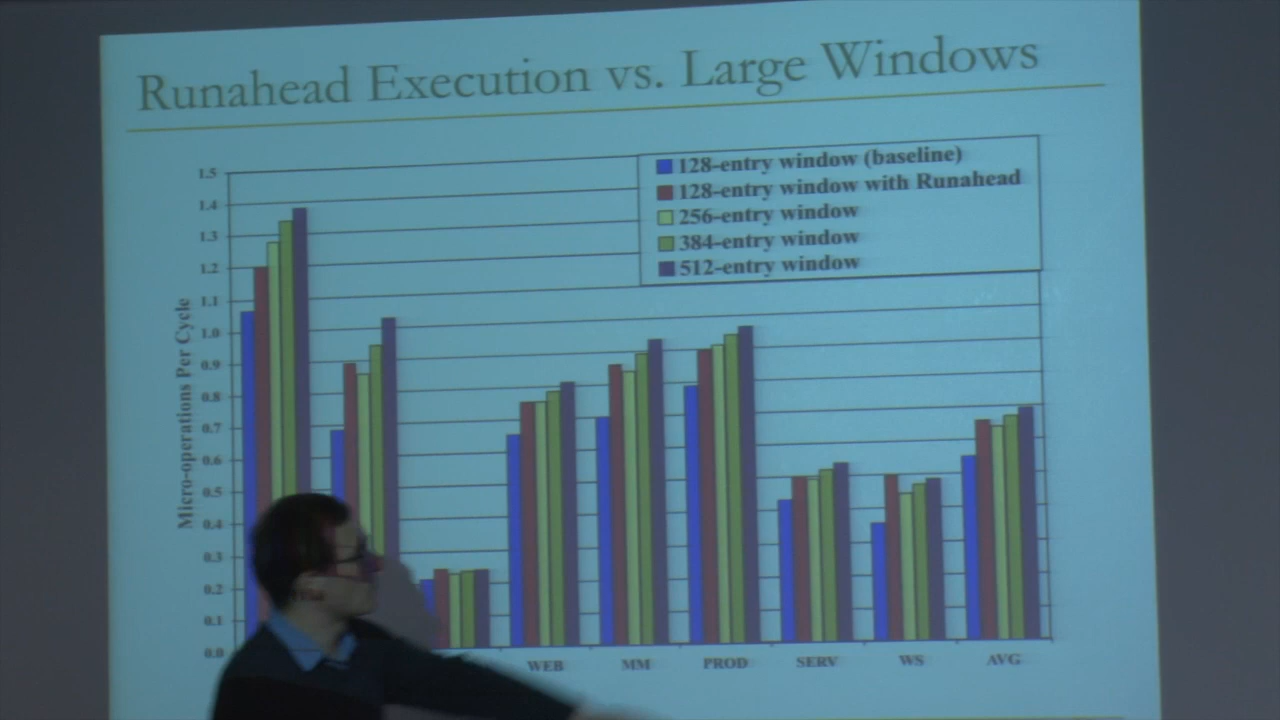 Runahead Execution vs. Large Windows
128-entry window (baseline)
128-entry window with Runahead
256-entry window
384-entry window
512-entry window
Micro-operations Per Cycle
1.5
1.4
1.3
1.2
1.1
1.0
0.9
0.8
0.7
0.6
0.5
0.4
0.3
0.2
0.1
0.0
WEB MM PROD SERV WS AVG